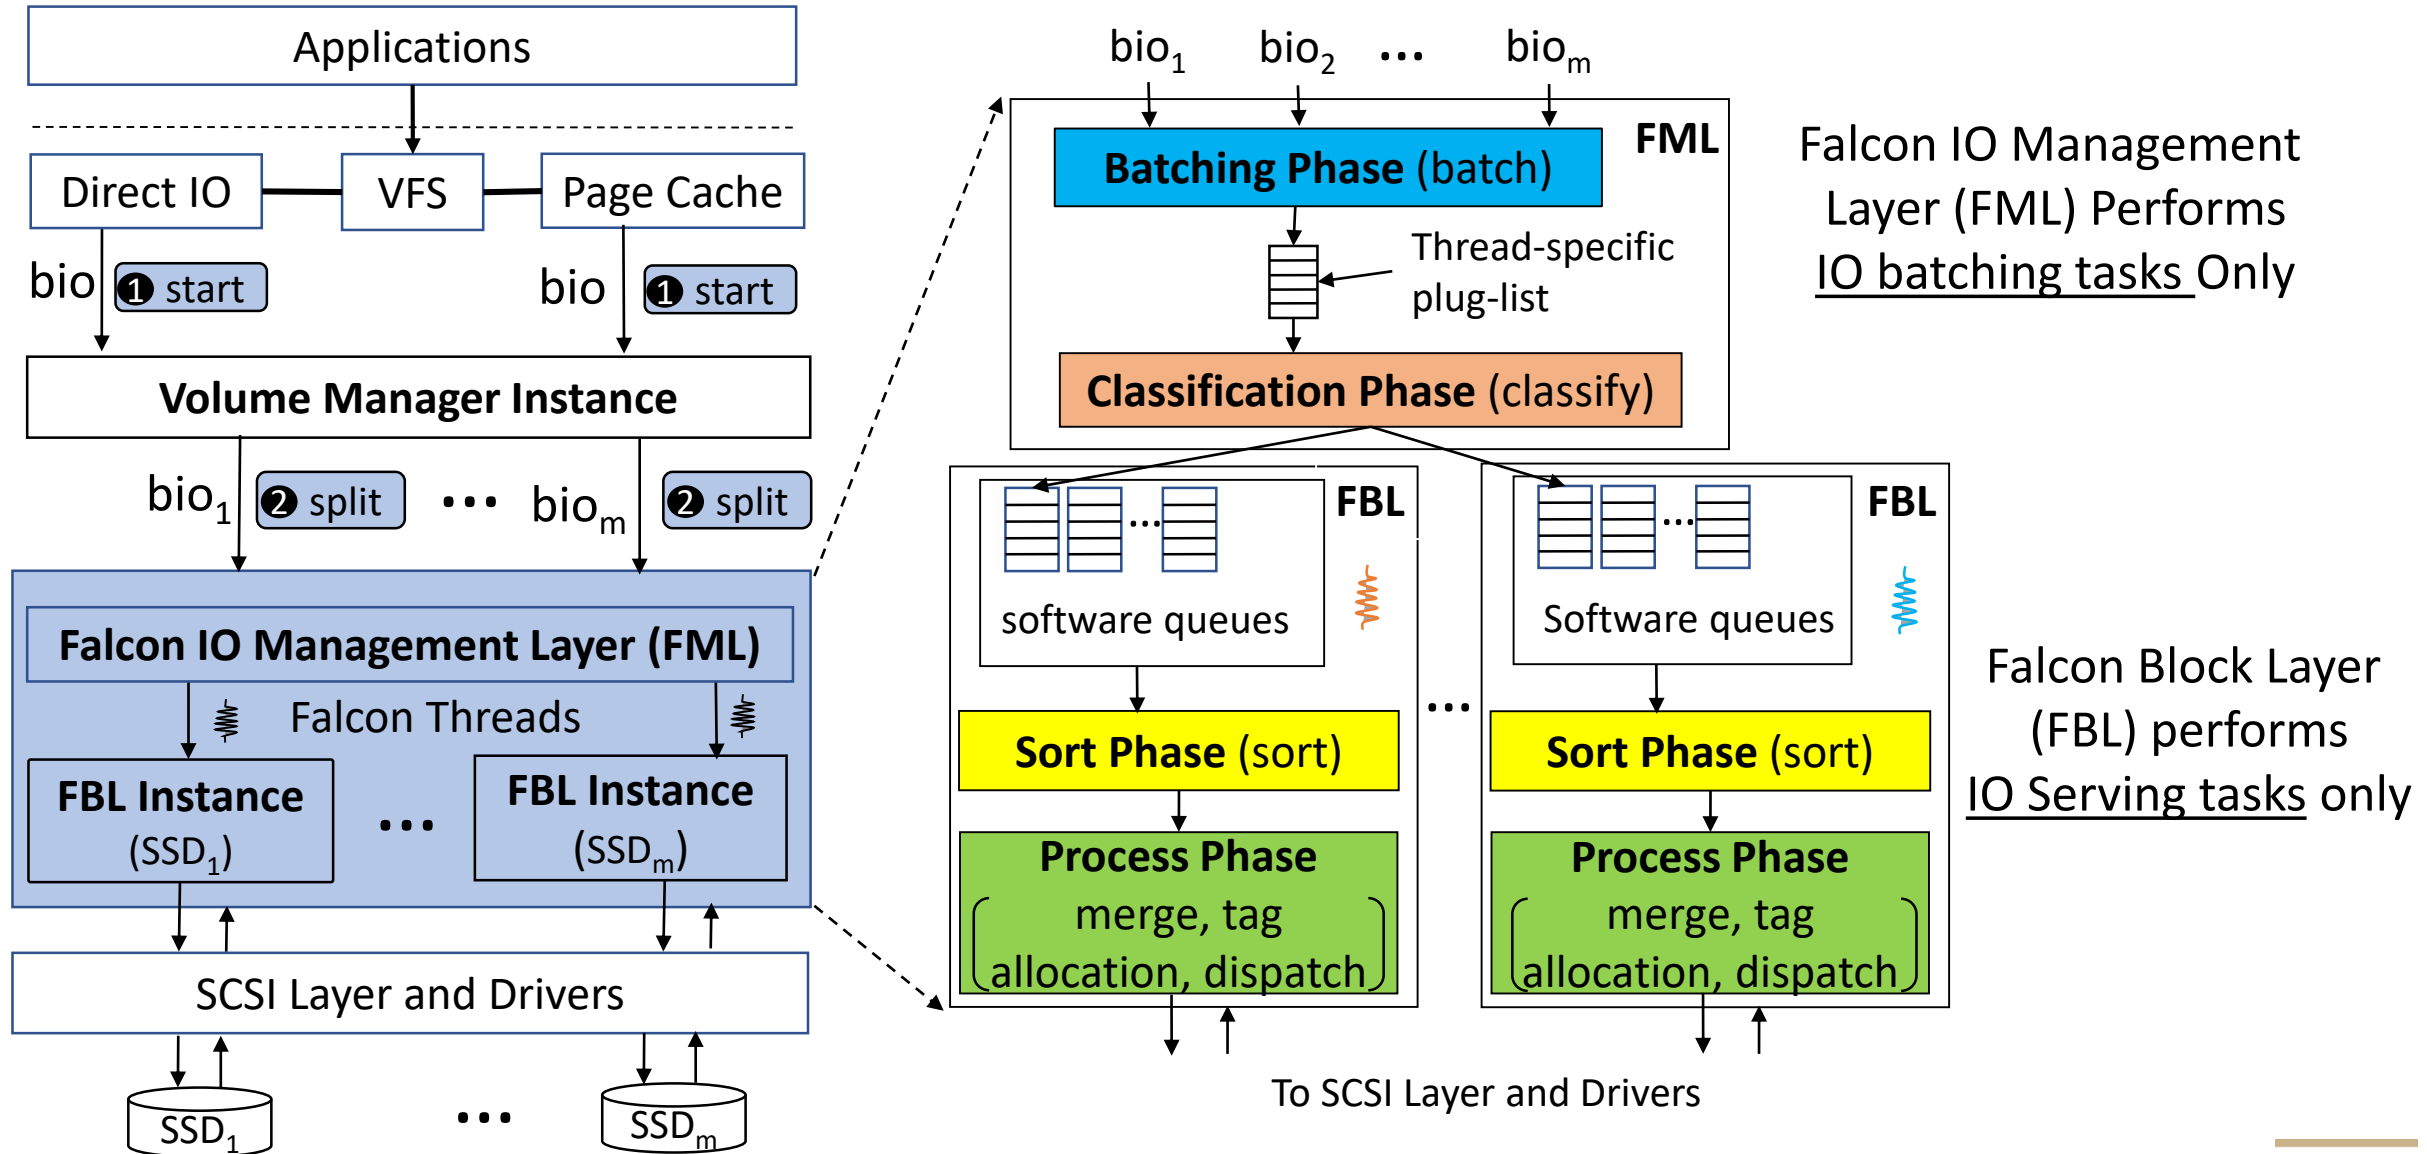 Applications
Direct IO
VFS
Page Cache
bio
❶ start
bio
❶ start
Volume Manager Instance
bio₁
❷ split
...
bioₘ
❷ split
Falcon IO Management Layer (FML)
Falcon Threads
FBL Instance
(SSD₁)
...
FBL Instance
(SSDₘ)
SCSI Layer and Drivers
SSD₁
...
SSDₘ
bio₁
bio₂
...
bioₘ
FML
Batching Phase (batch)
Thread-specific
plug-list
Classification Phase (classify)
FBL
...
software queues
Sort Phase (sort)
Process Phase
merge, tag
allocation, dispatch
...
FBL
...
Software queues
Sort Phase (sort)
Process Phase
merge, tag
allocation, dispatch
To SCSI Layer and Drivers
Falcon IO Management
Layer (FML) Performs
IO batching tasks Only
Falcon Block Layer
(FBL) performs
IO Serving tasks only